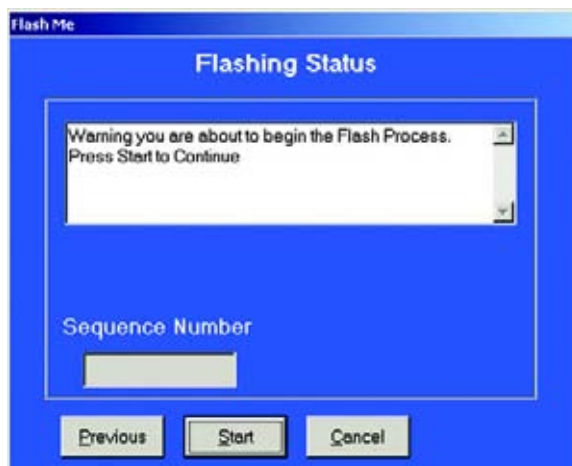 Flash Me
Flashing Status
Warning you are about to begin the Flash Process.
Press Start to Continue
Sequence Number
Previous
Start
Cancel